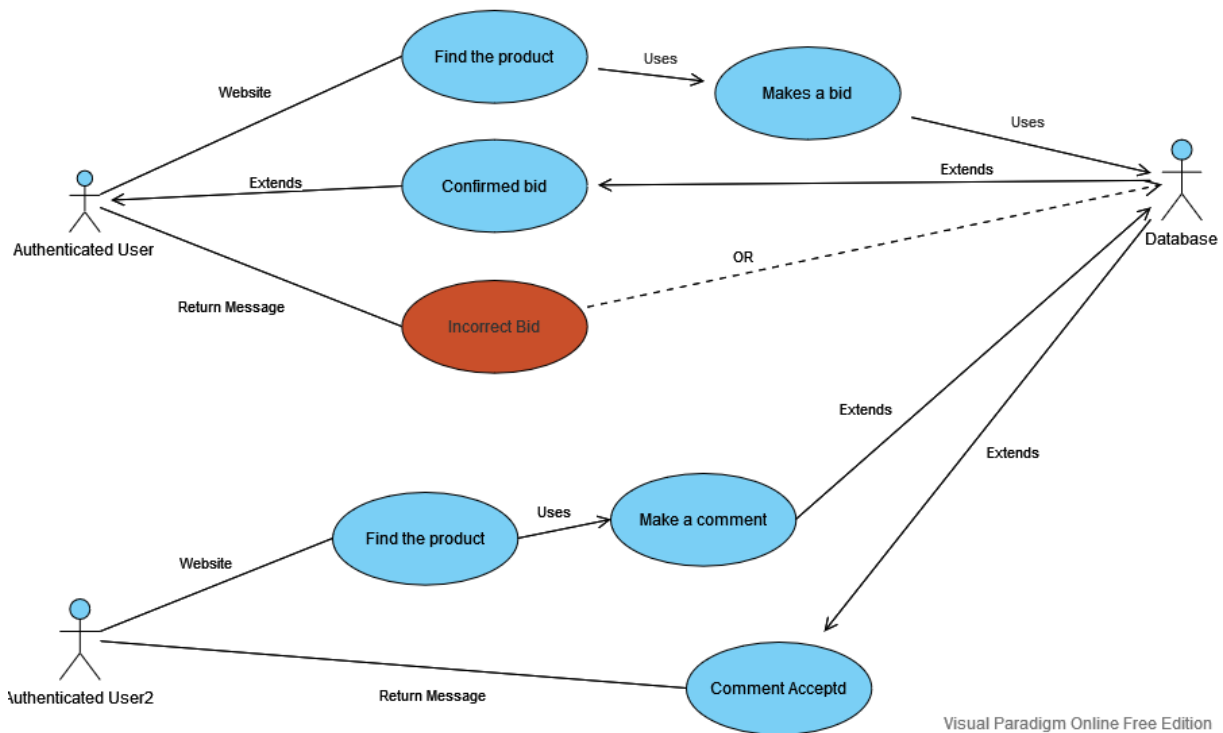 Find the product
Uses
Makes a bid
Website
Uses
Extends
Confirmed bid
Extends
Authenticated User
Database
OR
Return Message
Incorrect Bid
Extends
Extends
Find the product
Uses
Make a comment
Website
Authenticated User2
Return Message
Comment Acceptd
Visual Paradigm Online Free Edition